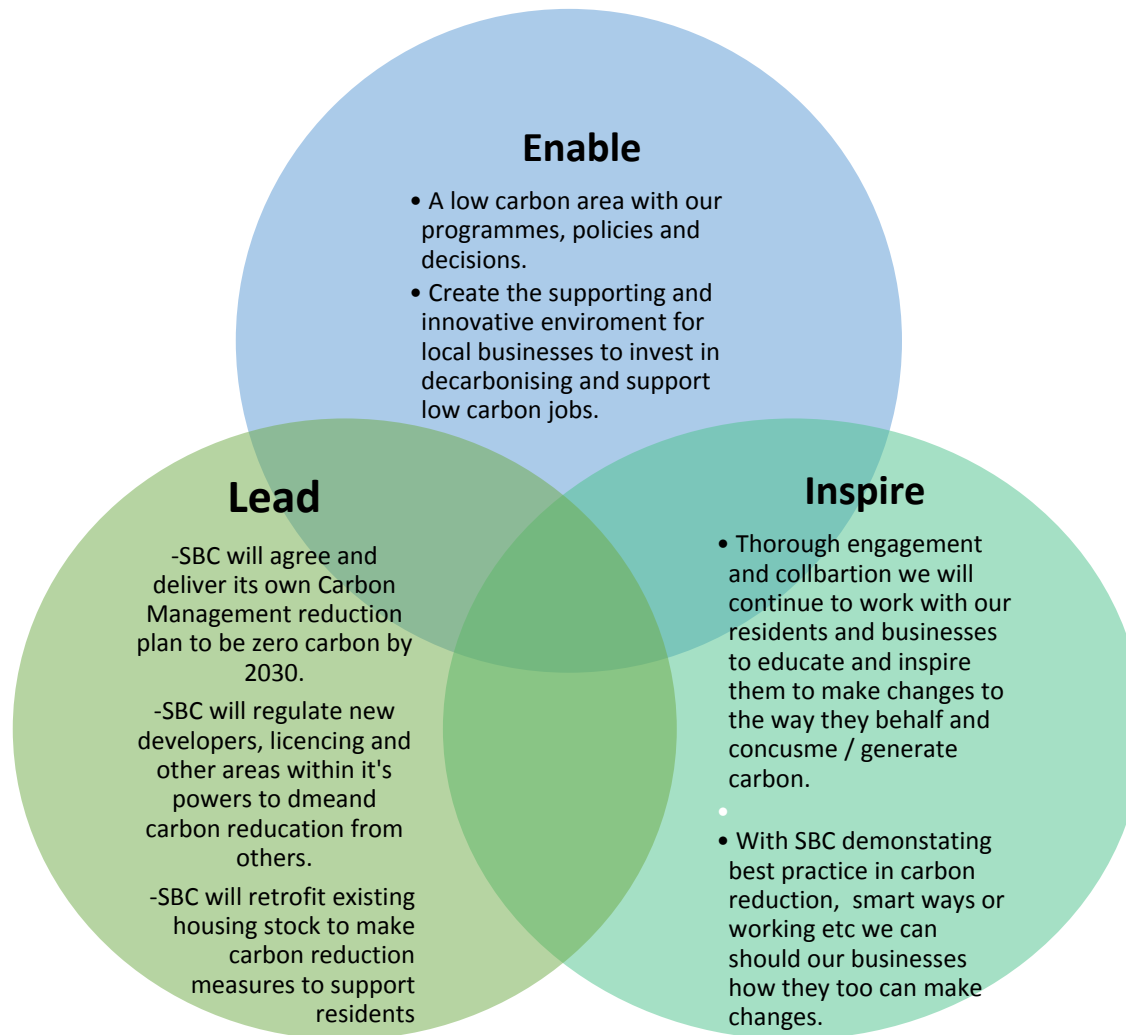 Enable
• A low carbon area with our
programmes, policies and
decisions.
• Create the supporting and
innovative enviroment for
local businesses to invest in
decarbonising and support
low carbon jobs.
Lead
-SBC will agree and
deliver its own Carbon
Management reduction
plan to be zero carbon by
2030.
-SBC will regulate new
developers, licencing and
other areas within it's
powers to dmeand
carbon reducation from
others.
-SBC will retrofit existing
housing stock to make
carbon reduction
measures to support
residents
Inspire
• Thorough engagement
and collbartion we will
continue to work with our
residents and businesses
to educate and inspire
them to make changes to
the way they behalf and
concusme / generate
carbon.
•
• With SBC demonstating
best practice in carbon
reduction, smart ways or
working etc we can
should our businesses
how they too can make
changes.